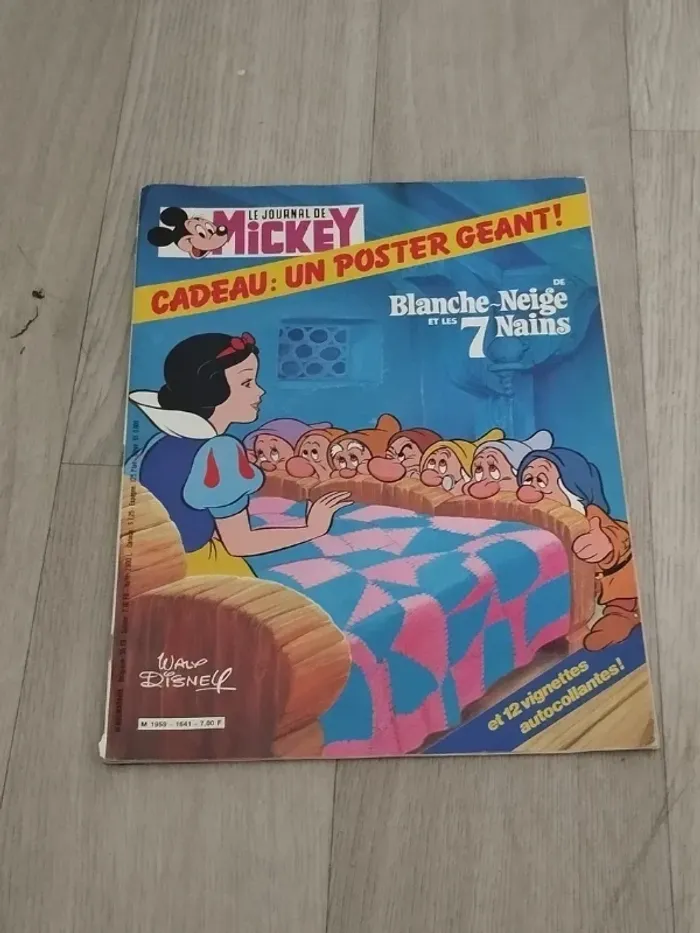 LE JOURNAL DE
MICKEY
CADEAU: UN POSTER GEANT!
DE
Blanche-Neige
ET LES 7 Nains
WALT DISNEY
M 1955 - 1641 - 7,00 F
et 12 vignettes
autocollantes!